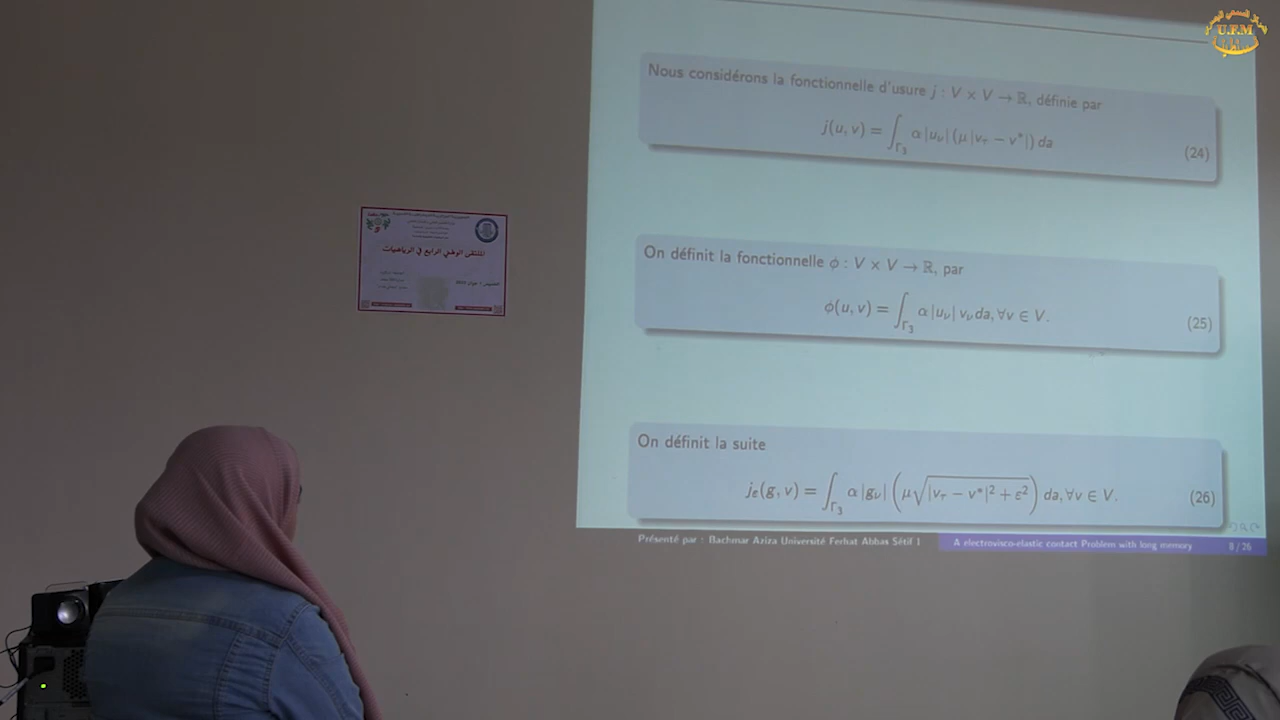 U.F.M
Nous considérons la fonctionnelle d'usure j : V × V → ℝ, définie par
j(u, v) = ∫_{Γ₃} α |u_ν| (μ |v_τ − v*|) da
(24)
On définit la fonctionnelle ϕ : V × V → ℝ, par
ϕ(u, v) = ∫_{Γ₃} α |u_ν| v_ν da, ∀v ∈ V.
(25)
On définit la suite
j_ε(g, v) = ∫_{Γ₃} α |g_ν| (μ√(|v_τ − v*|² + ε²)) da, ∀v ∈ V.
(26)
Présenté par : Bachmar Aziza Université Ferhat Abbas Sétif 1
A electrovisco-elastic contact Problem with long memory
8 / 26
الملتقى الوطني الرابع في الرياضيات